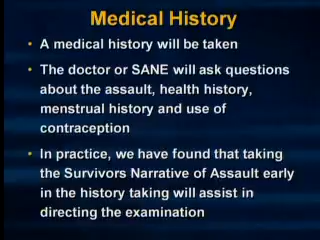 Medical History
• A medical history will be taken
• The doctor or SANE will ask questions
about the assault, health history,
menstrual history and use of
contraception
• In practice, we have found that taking
the Survivors Narrative of Assault early
in the history taking will assist in
directing the examination